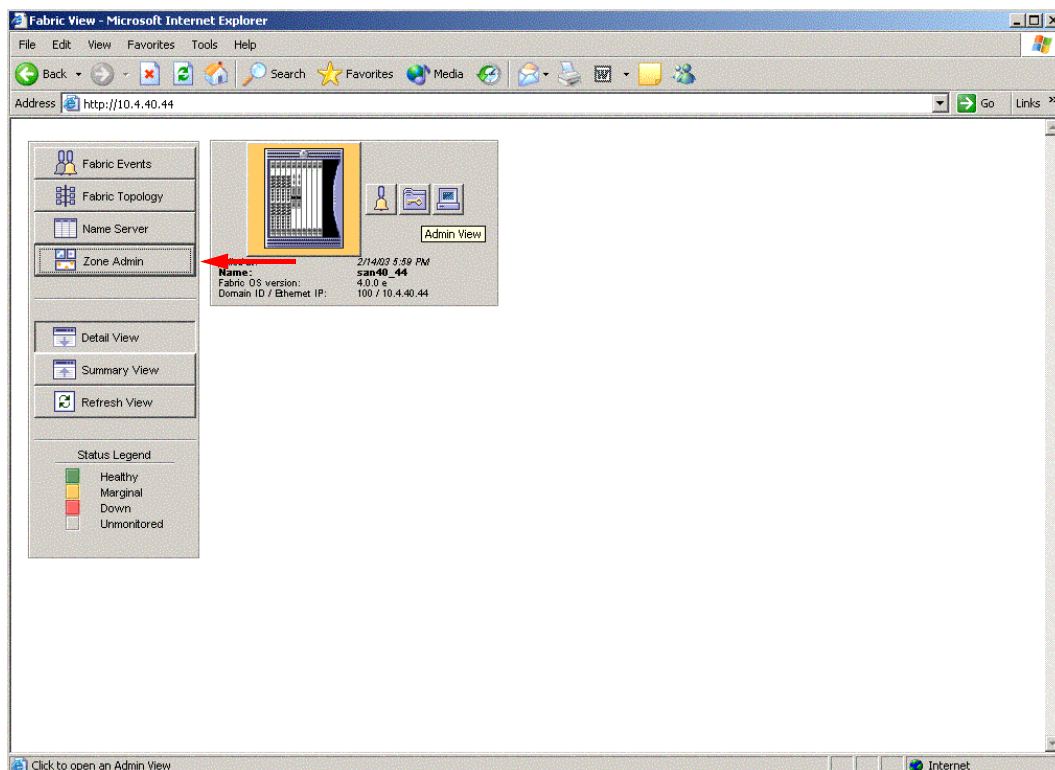 Fabric View - Microsoft Internet Explorer
File Edit View Favorites Tools Help
Back Search Favorites Media
Address http://10.4.40.44 Go Links »
Fabric Events
Fabric Topology
Name Server
Zone Admin
Detail View
Summary View
Refresh View
Status Legend
Healthy
Marginal
Down
Unmonitored
Admin View
2/14/03 5:59 PM
Name: san40_44
Fabric OS version: 4.0.0 e
Domain ID / Ethernet IP: 100 / 10.4.40.44
Click to open an Admin View
Internet